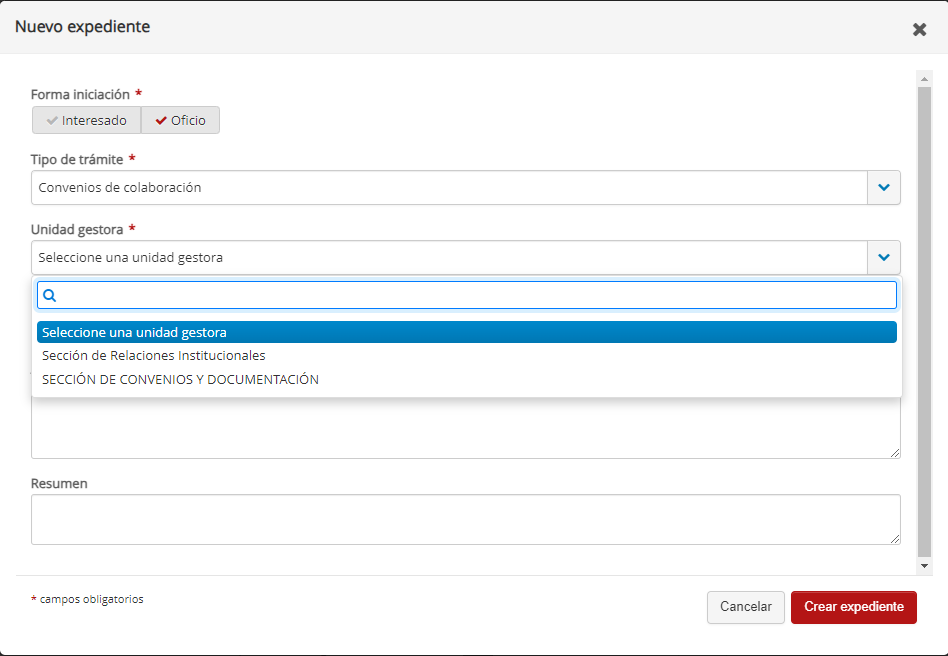 Nuevo expediente
Forma iniciación *
Interesado Oficio
Tipo de trámite *
Convenios de colaboración
Unidad gestora *
Seleccione una unidad gestora
Seleccione una unidad gestora
Sección de Relaciones Institucionales
SECCIÓN DE CONVENIOS Y DOCUMENTACIÓN
Resumen
* campos obligatorios
Cancelar Crear expediente